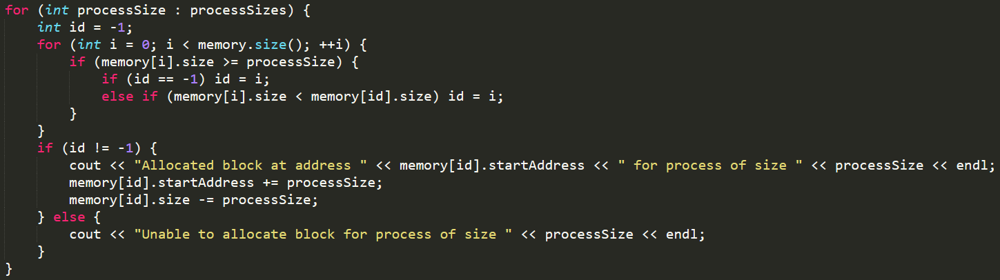 for (int processSize : processSizes) {
    int id = -1;
    for (int i = 0; i < memory.size(); ++i) {
        if (memory[i].size >= processSize) {
            if (id == -1) id = i;
            else if (memory[i].size < memory[id].size) id = i;
        }
    }
    if (id != -1) {
        cout << "Allocated block at address " << memory[id].startAddress << " for process of size " << processSize << endl;
        memory[id].startAddress += processSize;
        memory[id].size -= processSize;
    } else {
        cout << "Unable to allocate block for process of size " << processSize << endl;
    }
}